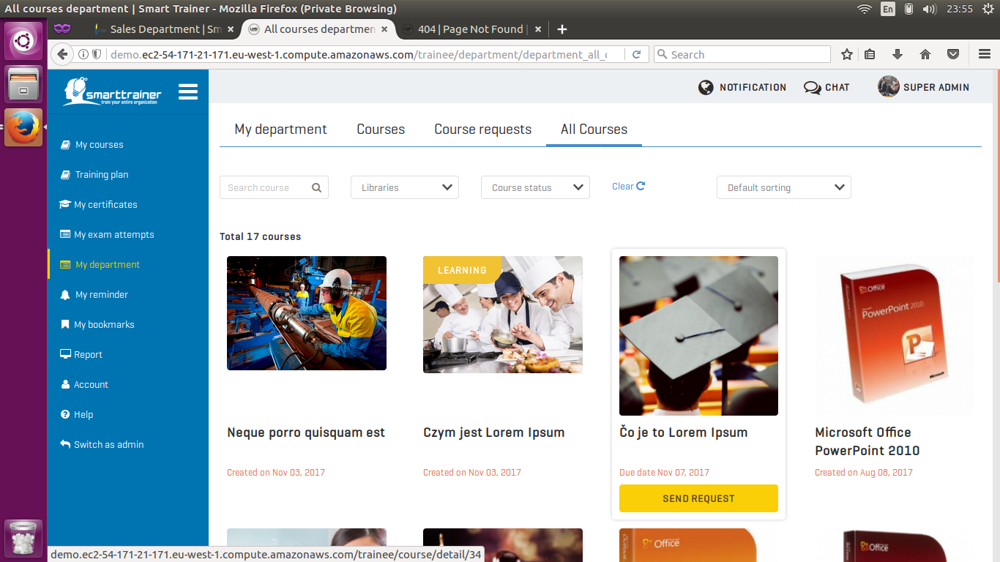 All courses department | Smart Trainer - Mozilla Firefox (Private Browsing)
En
23:55
Sales Department | Sm
All courses departmen
404 | Page Not Found |
demo.ec2-54-171-21-171.eu-west-1.compute.amazonaws.com/trainee/department/department_all_c
Search
smarttrainer
train your entire organization
NOTIFICATION
CHAT
SUPER ADMIN
My courses
Training plan
My certificates
My exam attempts
My department
My reminder
My bookmarks
Report
Account
Help
Switch as admin
My department
Courses
Course requests
All Courses
Search course
Libraries
Course status
Clear
Default sorting
Total 17 courses
LEARNING
Office
PowerPoint 2010
P
Microsoft
Neque porro quisquam est
Created on Nov 03, 2017
Czym jest Lorem Ipsum
Created on Nov 03, 2017
Čo je to Lorem Ipsum
Due date Nov 07, 2017
SEND REQUEST
Microsoft Office
PowerPoint 2010
Created on Aug 08, 2017
Office
Office
demo.ec2-54-171-21-171.eu-west-1.compute.amazonaws.com/trainee/course/detail/34